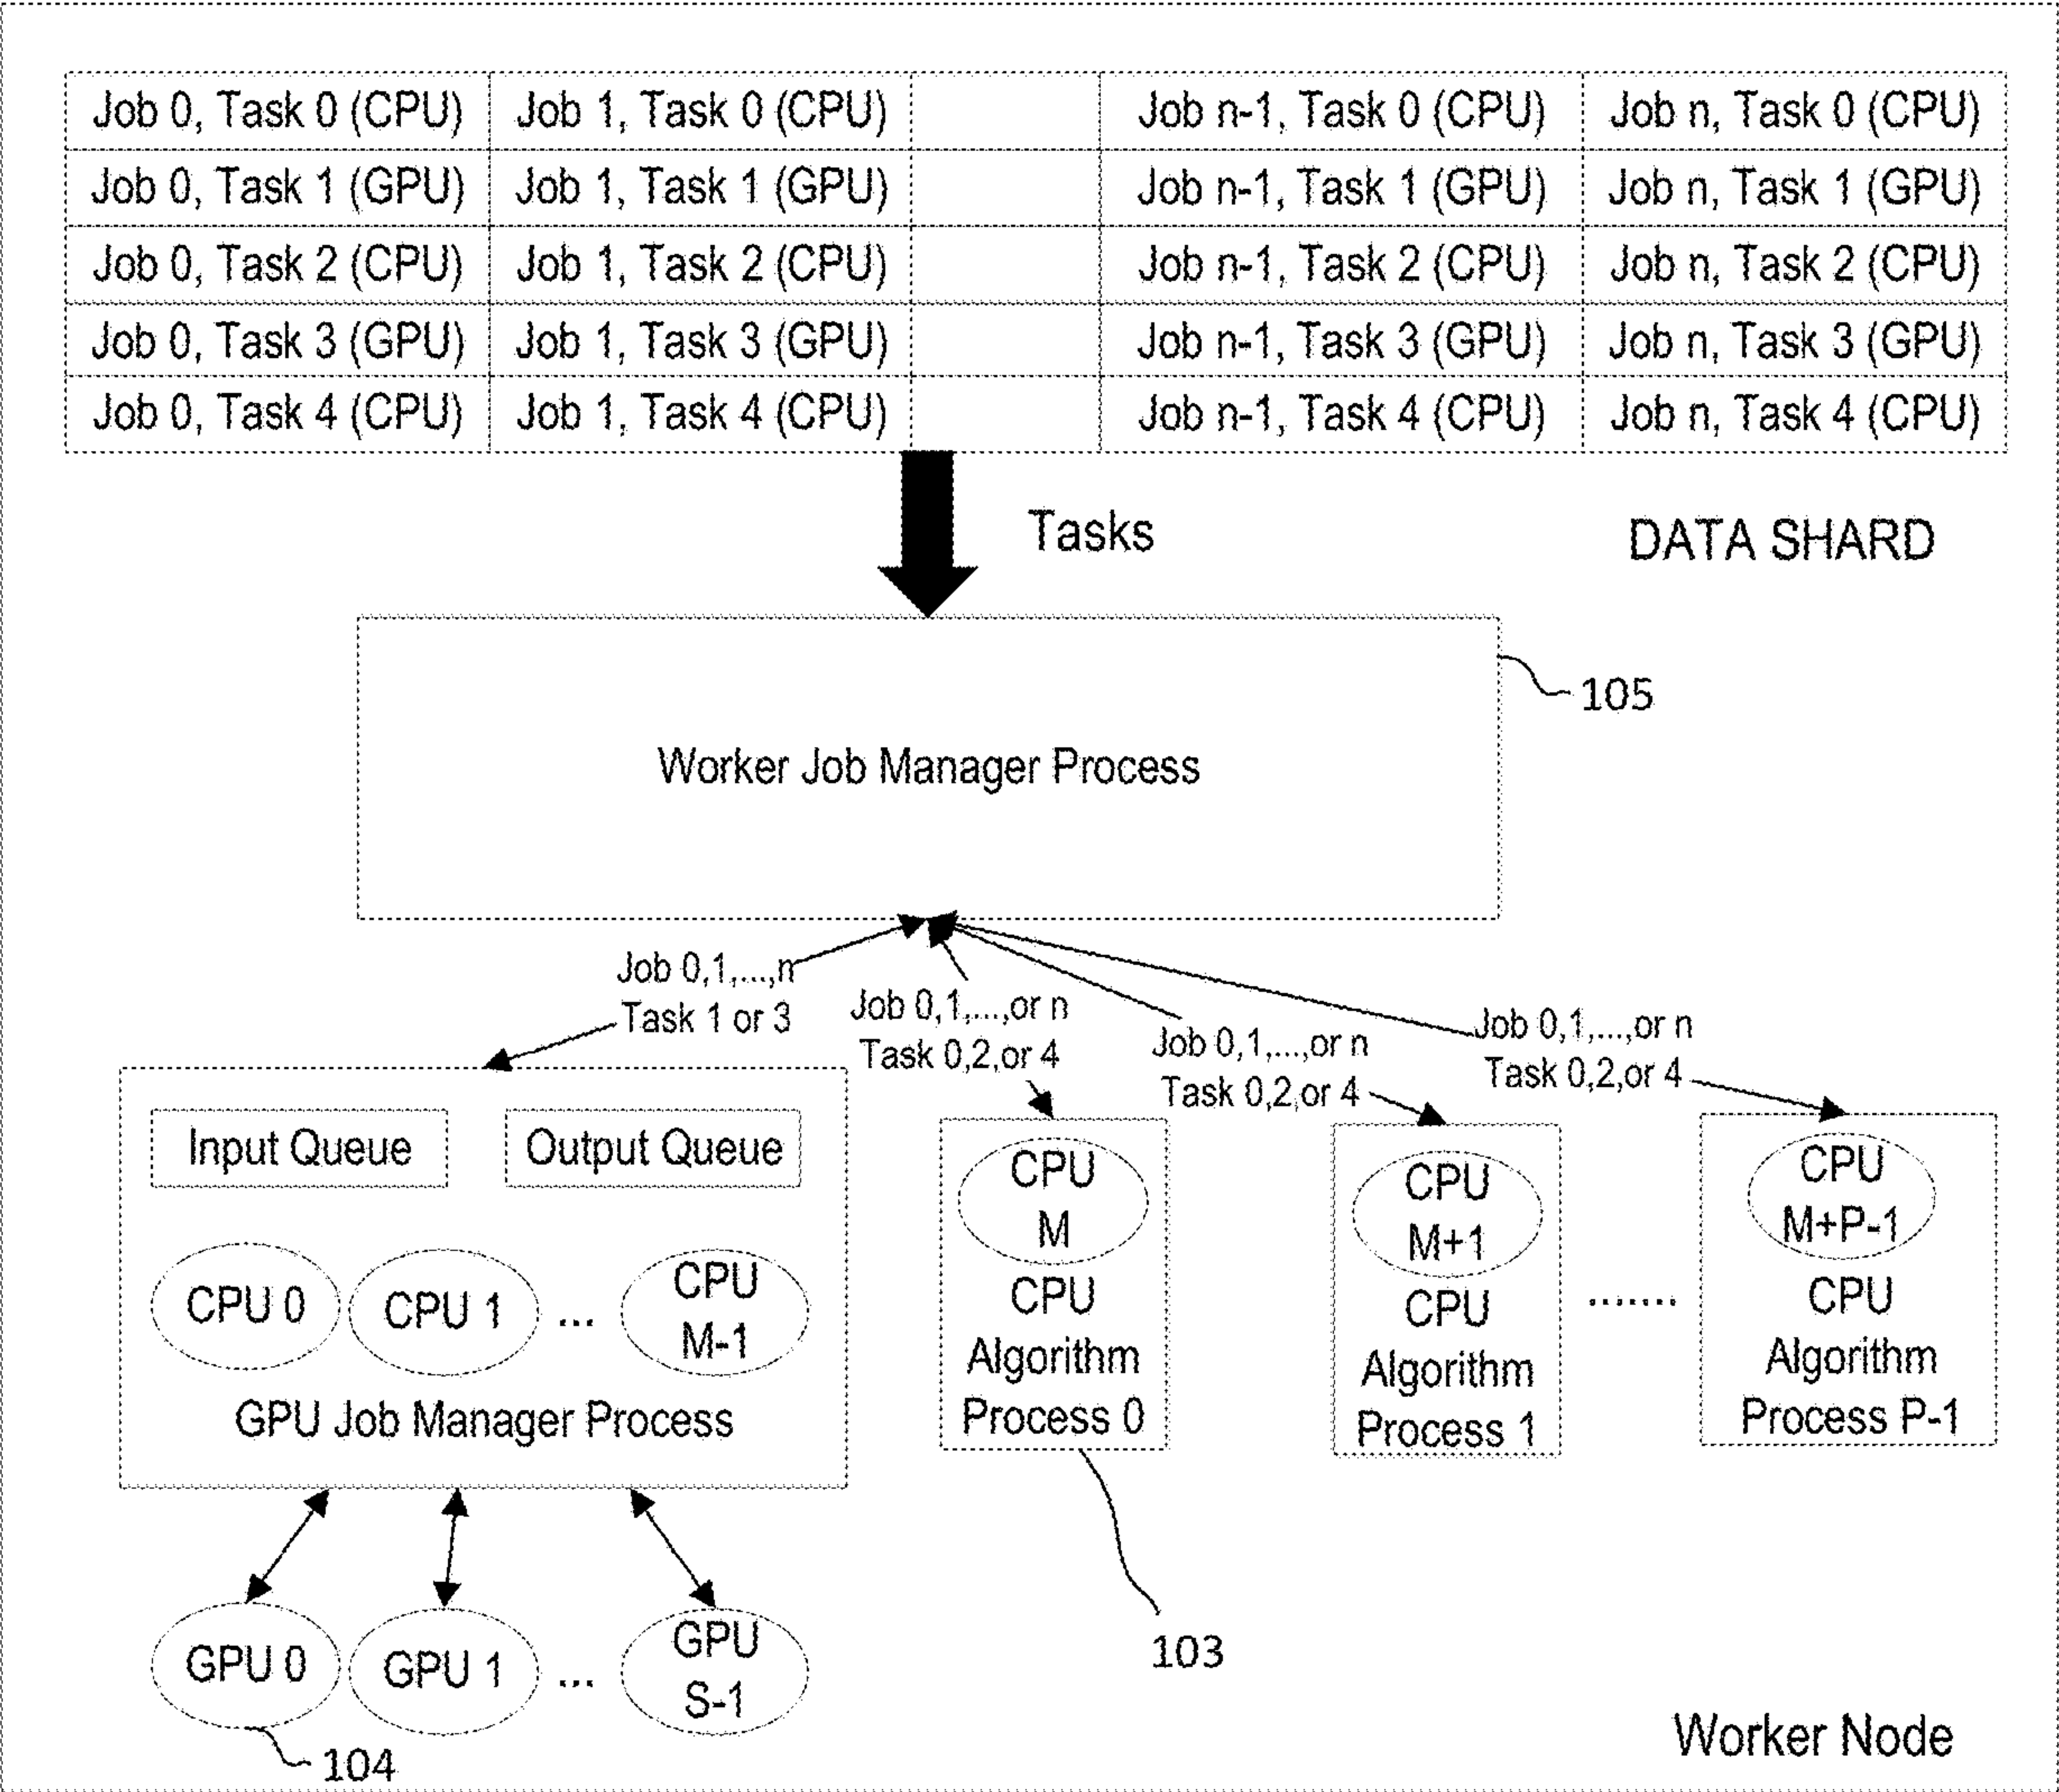 Job 0, Task 0 (CPU) Job 1, Task 0 (CPU) Job n-1, Task 0 (CPU) Job n, Task 0 (CPU)
Job 0, Task 1 (GPU) Job 1, Task 1 (GPU) Job n-1, Task 1 (GPU) Job n, Task 1 (GPU)
Job 0, Task 2 (CPU) Job 1, Task 2 (CPU) Job n-1, Task 2 (CPU) Job n, Task 2 (CPU)
Job 0, Task 3 (GPU) Job 1, Task 3 (GPU) Job n-1, Task 3 (GPU) Job n, Task 3 (GPU)
Job 0, Task 4 (CPU) Job 1, Task 4 (CPU) Job n-1, Task 4 (CPU) Job n, Task 4 (CPU)
Tasks
DATA SHARD
105
Worker Job Manager Process
Job 0,1,...,n
Task 1 or 3
Job 0,1,...,or n
Task 0,2,or 4
Job 0,1,...,or n
Task 0,2,or 4
Job 0,1,...,or n
Task 0,2,or 4
Input Queue
Output Queue
CPU 0
CPU 1
...
CPU
M-1
GPU Job Manager Process
CPU
M
CPU
Algorithm
Process 0
CPU
M+1
CPU
Algorithm
Process 1
.......
CPU
M+P-1
CPU
Algorithm
Process P-1
GPU 0
GPU 1
...
GPU
S-1
103
104
Worker Node